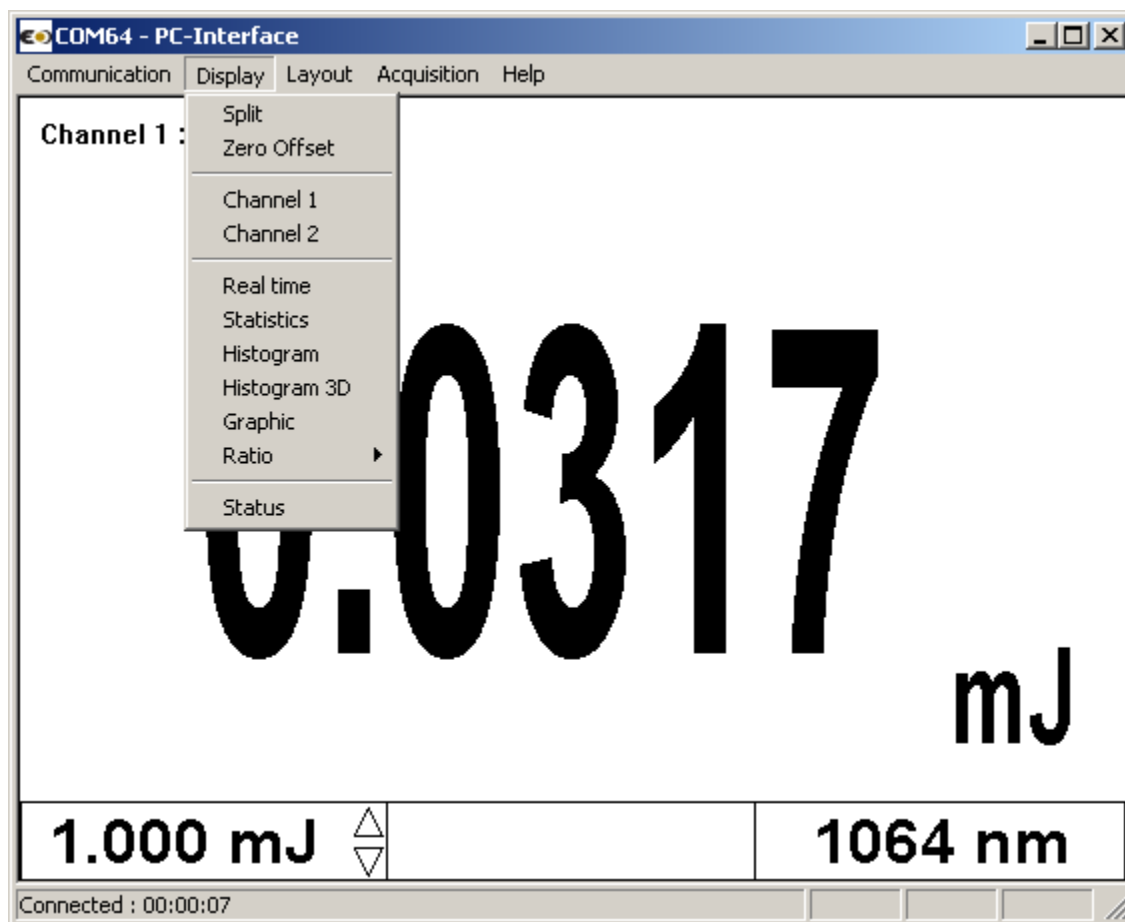 COM64 - PC-Interface
Communication Display Layout Acquisition Help
Channel 1 :
Split
Zero Offset
Channel 1
Channel 2
Real time
Statistics
Histogram
Histogram 3D
Graphic
Ratio
Status
0.0317
mJ
1.000 mJ
1064 nm
Connected : 00:00:07